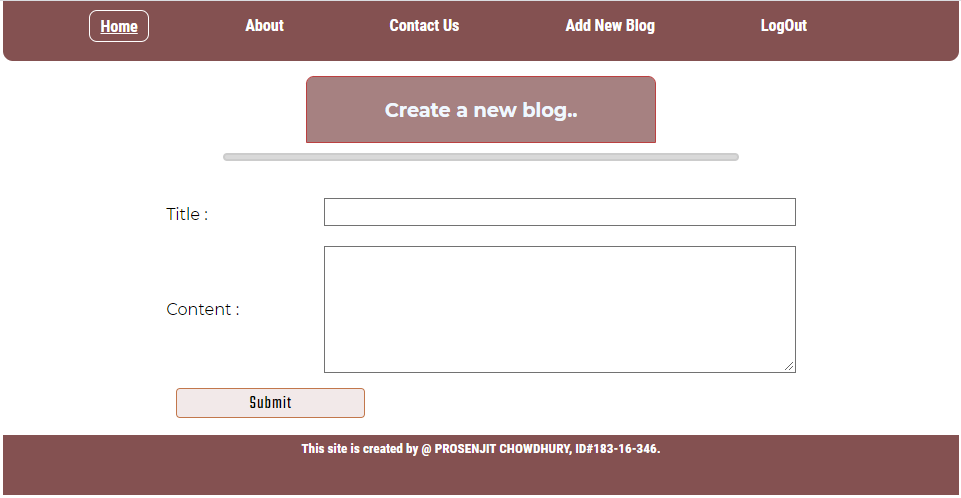 Home About Contact Us Add New Blog LogOut
Create a new blog..
Title :
Content :
Submit
This site is created by @ PROSENJIT CHOWDHURY, ID#183-16-346.